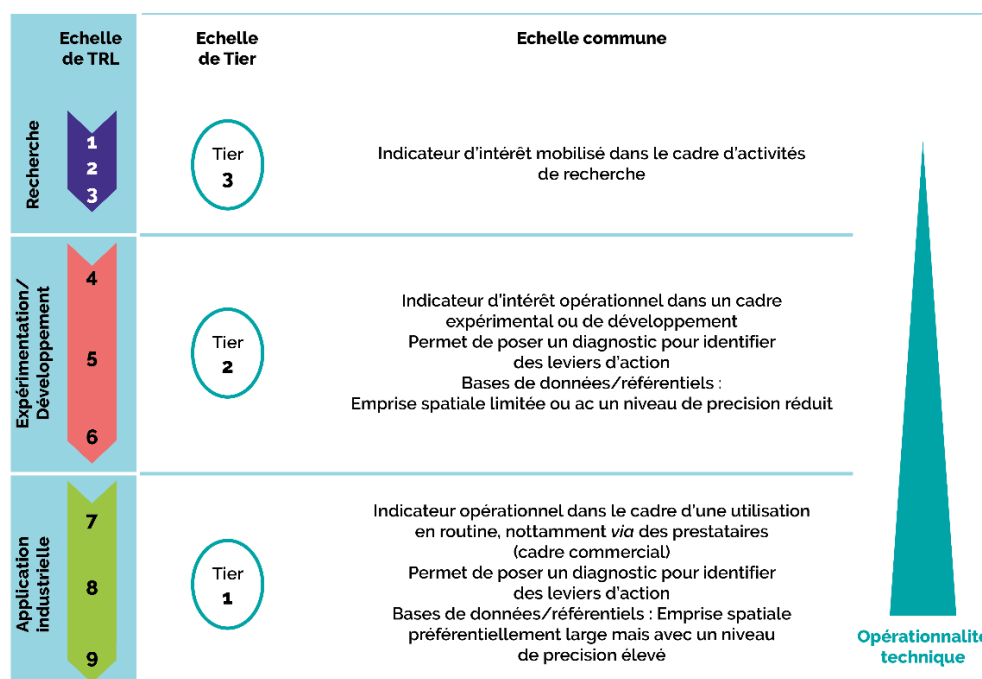 Echelle
de TRL
Echelle
de Tier
Echelle commune
Recherche
1
2
3
Tier
3
Indicateur d'intérêt mobilisé dans le cadre d'activités
de recherche
Expérimentation/
Développement
4
5
6
Tier
2
Indicateur d'intérêt opérationnel dans un cadre
expérimental ou de développement
Permet de poser un diagnostic pour identifier
des leviers d'action
Bases de données/référentiels :
Emprise spatiale limitée ou ac un niveau de precision réduit
Application
industrielle
7
8
9
Tier
1
Indicateur opérationnel dans le cadre d'une utilisation
en routine, nottamment via des prestataires
(cadre commercial)
Permet de poser un diagnostic pour identifier
des leviers d'action
Bases de données/référentiels : Emprise spatiale
préférentiellement large mais avec un niveau
de precision élevé
Opérationnalité
technique